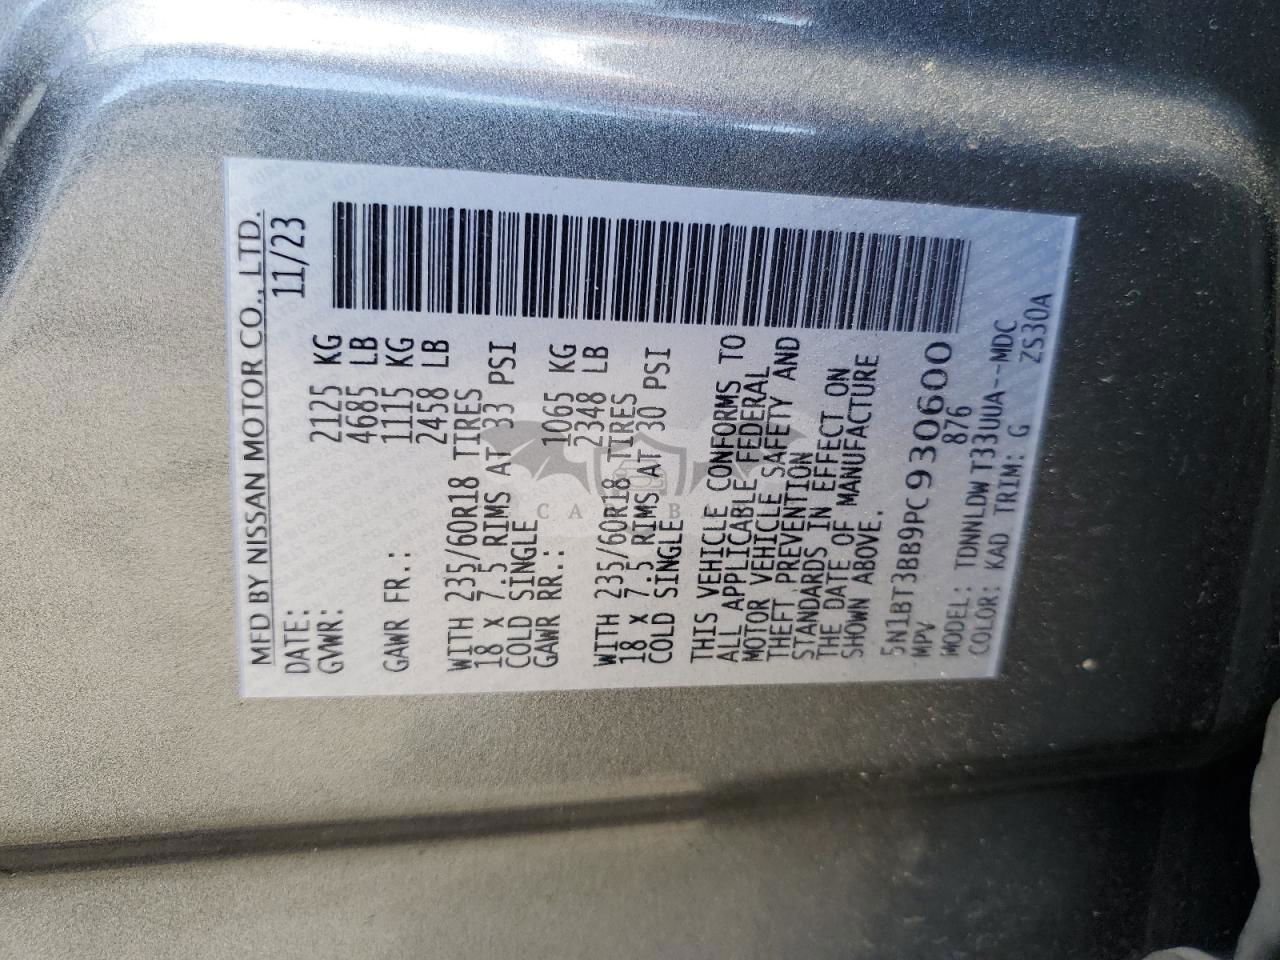 MFD BY NISSAN MOTOR CO., LTD.
DATE: 11/23
GVWR: 2125 KG
4685 LB
GAWR FR.: 1115 KG
2458 LB
WITH 235/60R18 TIRES
18 X 7.5 RIMS AT 33 PSI
COLD SINGLE
GAWR RR.: 1065 KG
2348 LB
WITH 235/60R18 TIRES
18 X 7.5 RIMS AT 30 PSI
COLD SINGLE
THIS VEHICLE CONFORMS TO
ALL APPLICABLE FEDERAL
MOTOR VEHICLE SAFETY AND
THEFT PREVENTION
STANDARDS IN EFFECT ON
THE DATE OF MANUFACTURE
SHOWN ABOVE.
5N1BT3BB9PC930600
MPV 876
MODEL: TDNNLDW T33UUA--MDC
COLOR: KAD TRIM: G ZS30A